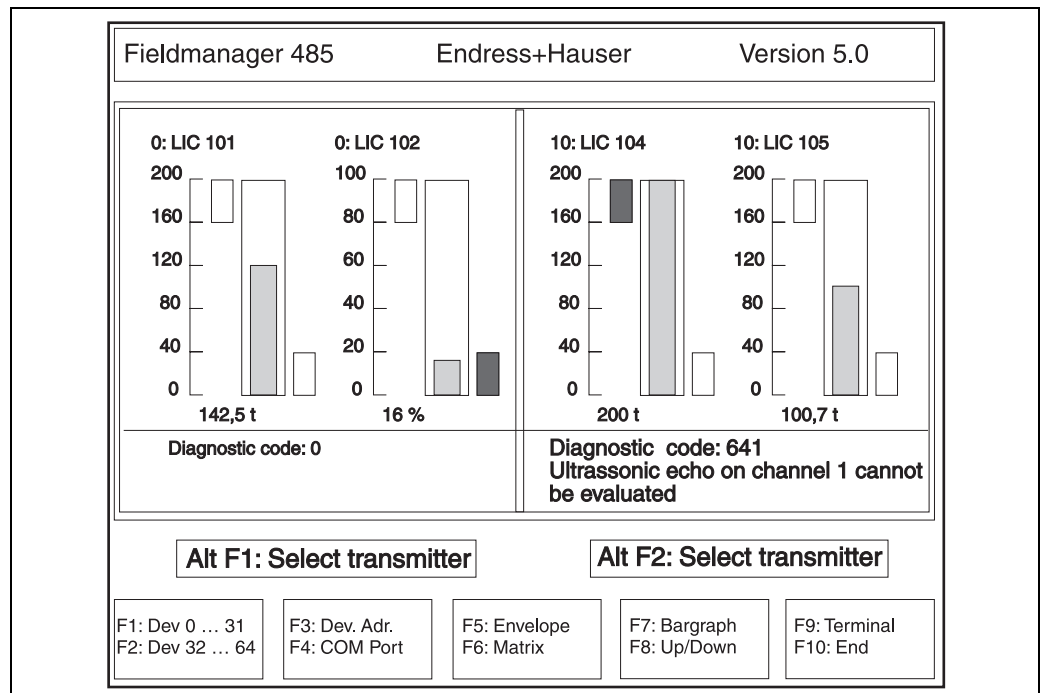 Fieldmanager 485 Endress+Hauser Version 5.0
0: LIC 101
200
160
120
80
40
0
142,5 t
0: LIC 102
100
80
60
40
20
0
16 %
Diagnostic code: 0
10: LIC 104
200
160
120
80
40
0
200 t
10: LIC 105
200
160
120
80
40
0
100,7 t
Diagnostic code: 641
Ultrassonic echo on channel 1 cannot
be evaluated
Alt F1: Select transmitter
Alt F2: Select transmitter
F1: Dev 0 ... 31
F2: Dev 32 ... 64
F3: Dev. Adr.
F4: COM Port
F5: Envelope
F6: Matrix
F7: Bargraph
F8: Up/Down
F9: Terminal
F10: End